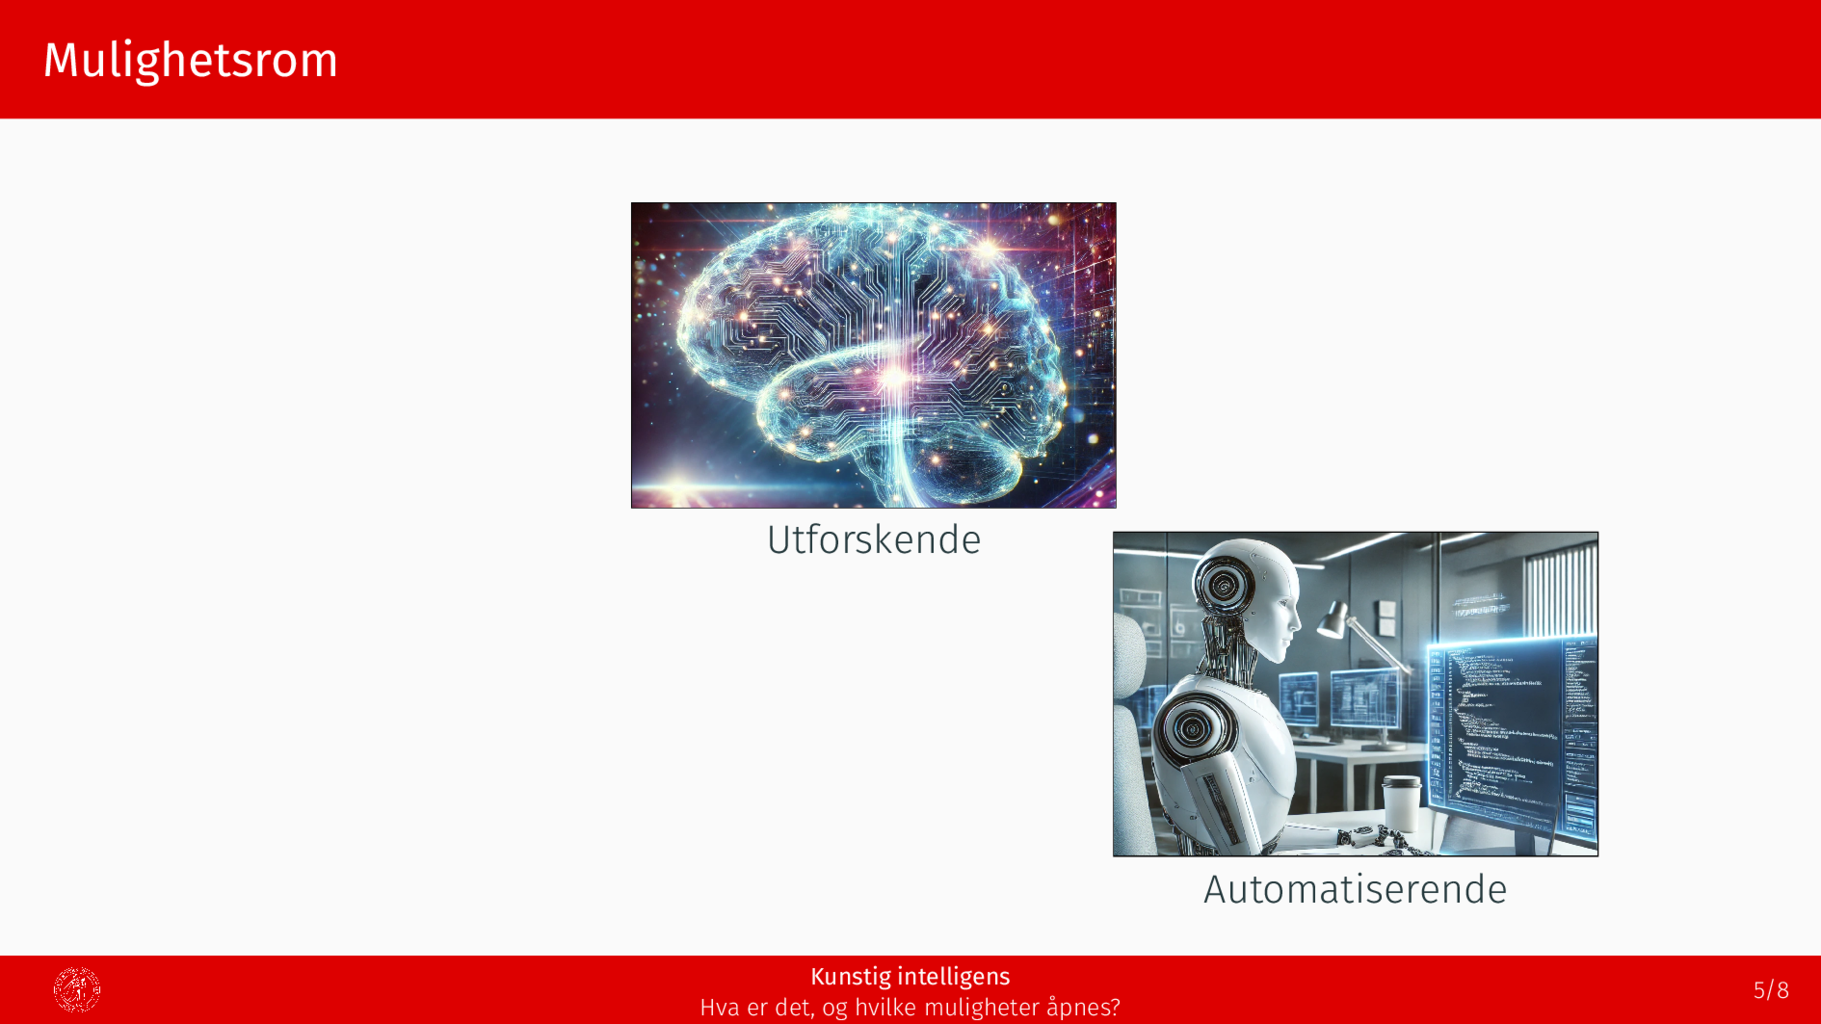 Mulighetsrom
Utforskende
Automatiserende
Kunstig intelligens
Hva er det, og hvilke muligheter åpnes?
5/8